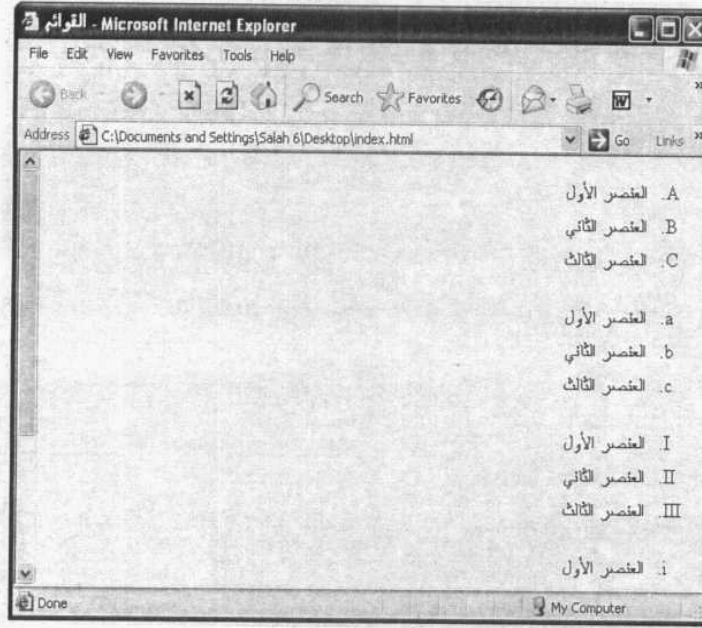 القوائم - Microsoft Internet Explorer
File Edit View Favorites Tools Help
Back Search Favorites
Address C:\Documents and Settings\Salah 6\Desktop\index.html Go Links »
A. العنصر الأول
B. العنصر الثاني
C. العنصر الثالث
a. العنصر الأول
b. العنصر الثاني
c. العنصر الثالث
I. العنصر الأول
II. العنصر الثاني
III. العنصر الثالث
i. العنصر الأول
Done My Computer